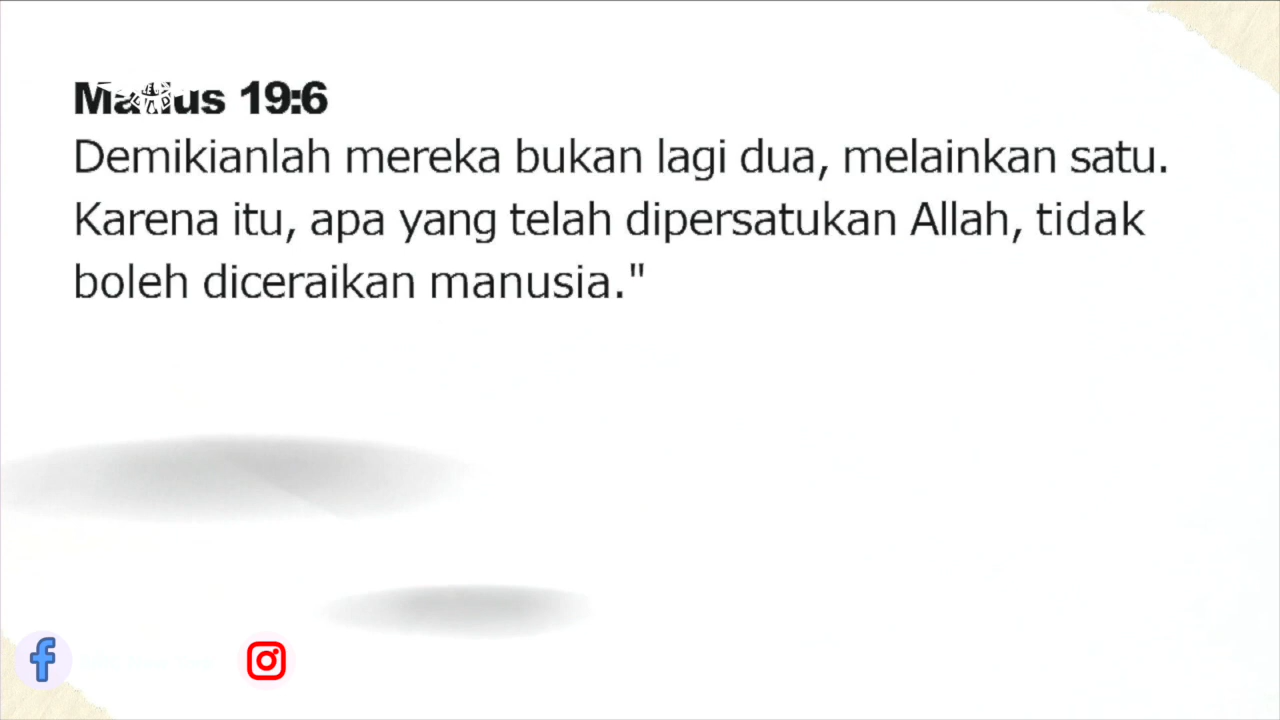 Matius 19:6
Demikianlah mereka bukan lagi dua, melainkan satu.
Karena itu, apa yang telah dipersatukan Allah, tidak
boleh diceraikan manusia."